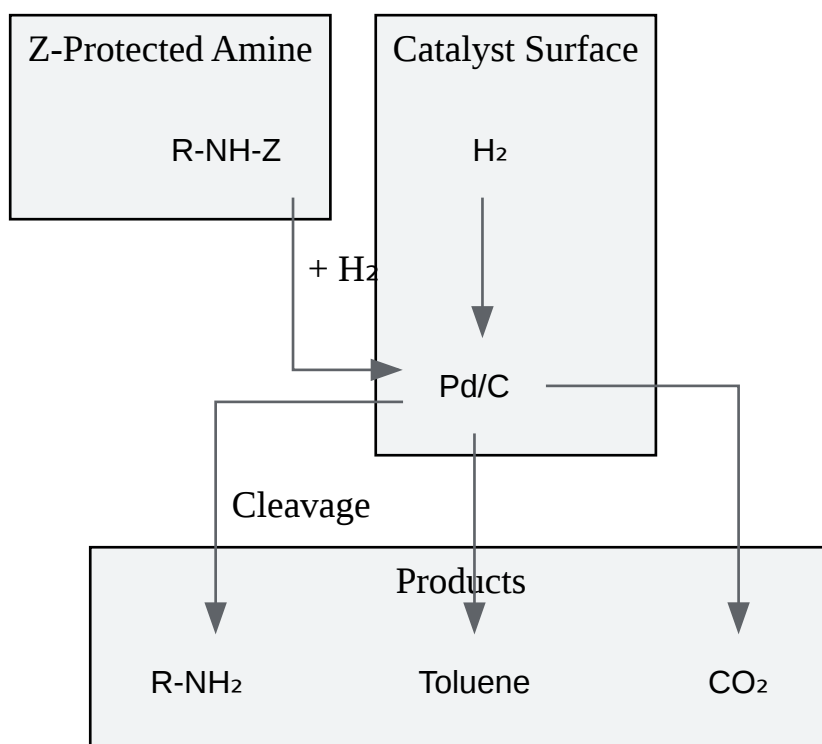 Z-Protected Amine
Catalyst Surface
R-NH-Z
H₂
+ H₂
Pd/C
Cleavage
Products
R-NH₂
Toluene
CO₂